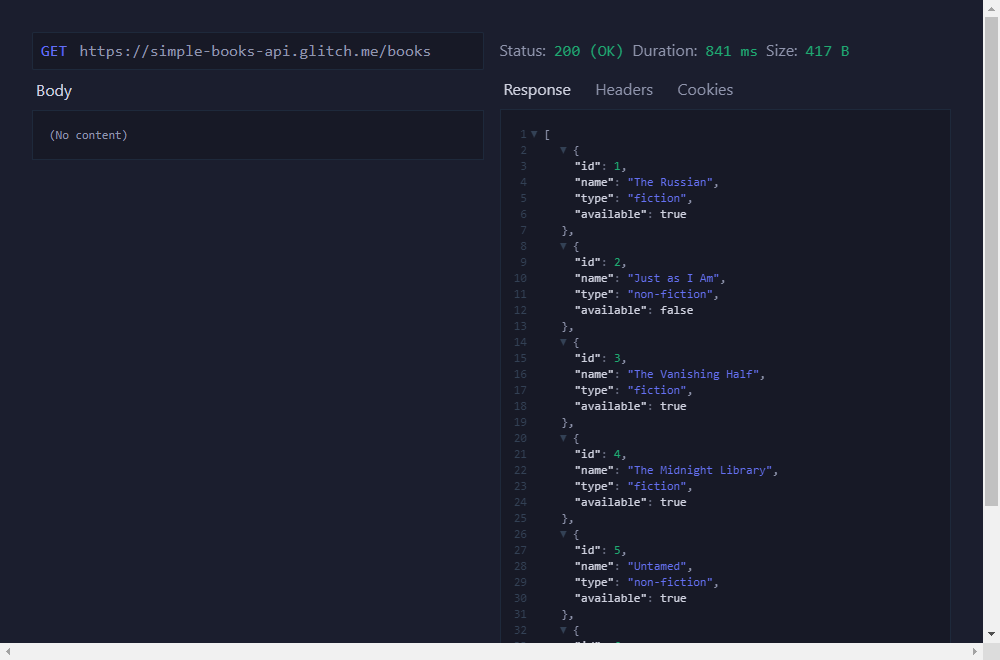 GET https://simple-books-api.glitch.me/books
Status: 200 (OK) Duration: 841 ms Size: 417 B
Body
Response Headers Cookies
(No content)
1 [
2 {
3 "id": 1,
4 "name": "The Russian",
5 "type": "fiction",
6 "available": true
7 },
8 {
9 "id": 2,
10 "name": "Just as I Am",
11 "type": "non-fiction",
12 "available": false
13 },
14 {
15 "id": 3,
16 "name": "The Vanishing Half",
17 "type": "fiction",
18 "available": true
19 },
20 {
21 "id": 4,
22 "name": "The Midnight Library",
23 "type": "fiction",
24 "available": true
25 },
26 {
27 "id": 5,
28 "name": "Untamed",
29 "type": "non-fiction",
30 "available": true
31 },
32 {